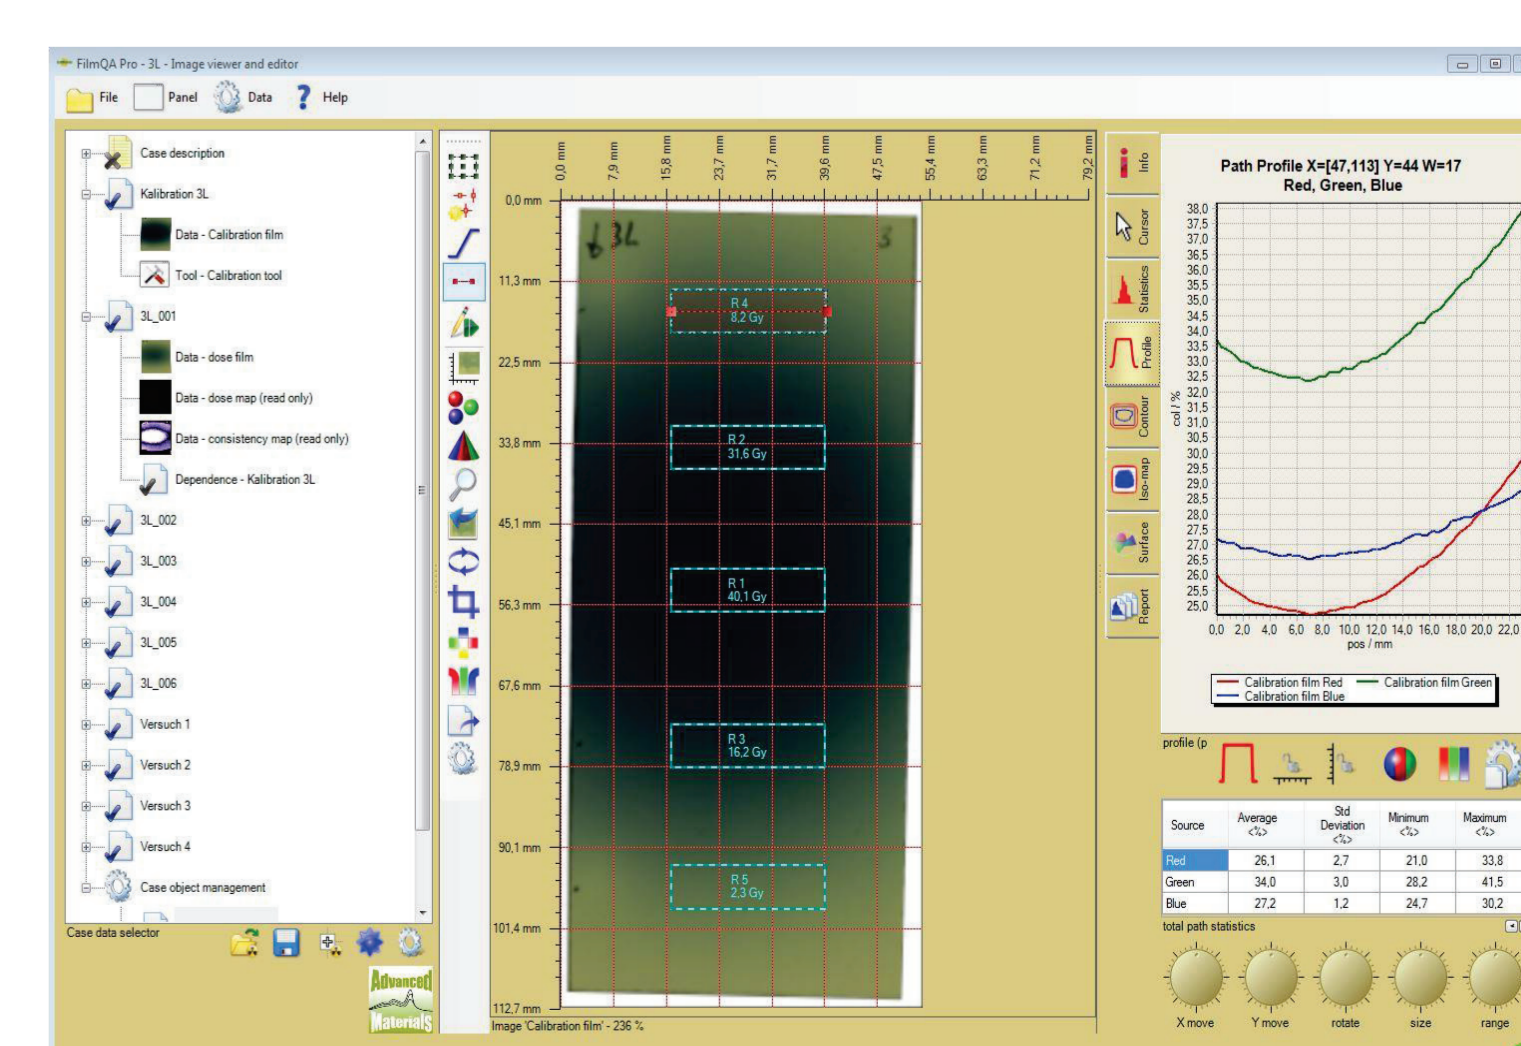 FilmQA Pro - 3L - Image viewer and editor
File Panel Data ? Help
Case description
Kalibration 3L
Data - Calibration film
Tool - Calibration tool
3L_001
Data - dose film
Data - dose map (read only)
Data - consistency map (read only)
Dependence - Kalibration 3L
3L_002
3L_003
3L_004
3L_005
3L_006
Versuch 1
Versuch 2
Versuch 3
Versuch 4
Case object management
Case data selector
Advanced
Materials
0,0 mm 7,9 mm 15,8 mm 23,7 mm 31,7 mm 39,6 mm 47,5 mm 55,4 mm 63,3 mm 71,2 mm 79,2 mm
0,0 mm
11,3 mm
22,5 mm
33,8 mm
45,1 mm
56,3 mm
67,6 mm
78,9 mm
90,1 mm
101,4 mm
112,7 mm
3L 3
R 4
8,2 Gy
R 2
31,6 Gy
R 1
40,1 Gy
R 3
16,2 Gy
R 5
2,3 Gy
Image 'Calibration film' - 236 %
Info
Cursor
Statistics
Profile
Contour
Iso-map
Surface
Report
Path Profile X=[47,113] Y=44 W=17
Red, Green, Blue
col / %
38,0
37,5
37,0
36,5
36,0
35,5
35,0
34,5
34,0
33,5
33,0
32,5
32,0
31,5
31,0
30,5
30,0
29,5
29,0
28,5
28,0
27,5
27,0
26,5
26,0
25,5
25,0
0,0 2,0 4,0 6,0 8,0 10,0 12,0 14,0 16,0 18,0 20,0 22,0
pos / mm
Calibration film Red Calibration film Green
Calibration film Blue
profile (p
Source Average <%> Std Deviation <%> Minimum <%> Maximum <%>
Red 26,1 2,7 21,0 33,8
Green 34,0 3,0 28,2 41,5
Blue 27,2 1,2 24,7 30,2
total path statistics
X move Y move rotate size range